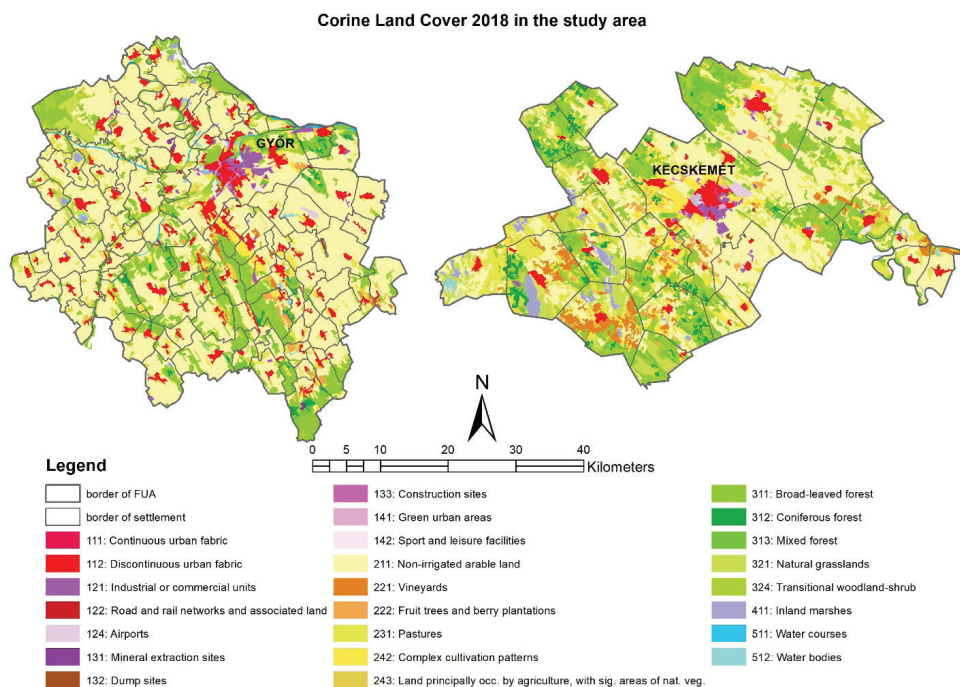 Corine Land Cover 2018 in the study area
GYŐR
KECSKEMÉT
N
0 5 10 20 30 40
Kilometers
Legend
border of FUA
border of settlement
111: Continuous urban fabric
112: Discontinuous urban fabric
121: Industrial or commercial units
122: Road and rail networks and associated land
124: Airports
131: Mineral extraction sites
132: Dump sites
133: Construction sites
141: Green urban areas
142: Sport and leisure facilities
211: Non-irrigated arable land
221: Vineyards
222: Fruit trees and berry plantations
231: Pastures
242: Complex cultivation patterns
243: Land principally occ. by agriculture, with sig. areas of nat. veg.
311: Broad-leaved forest
312: Coniferous forest
313: Mixed forest
321: Natural grasslands
324: Transitional woodland-shrub
411: Inland marshes
511: Water courses
512: Water bodies